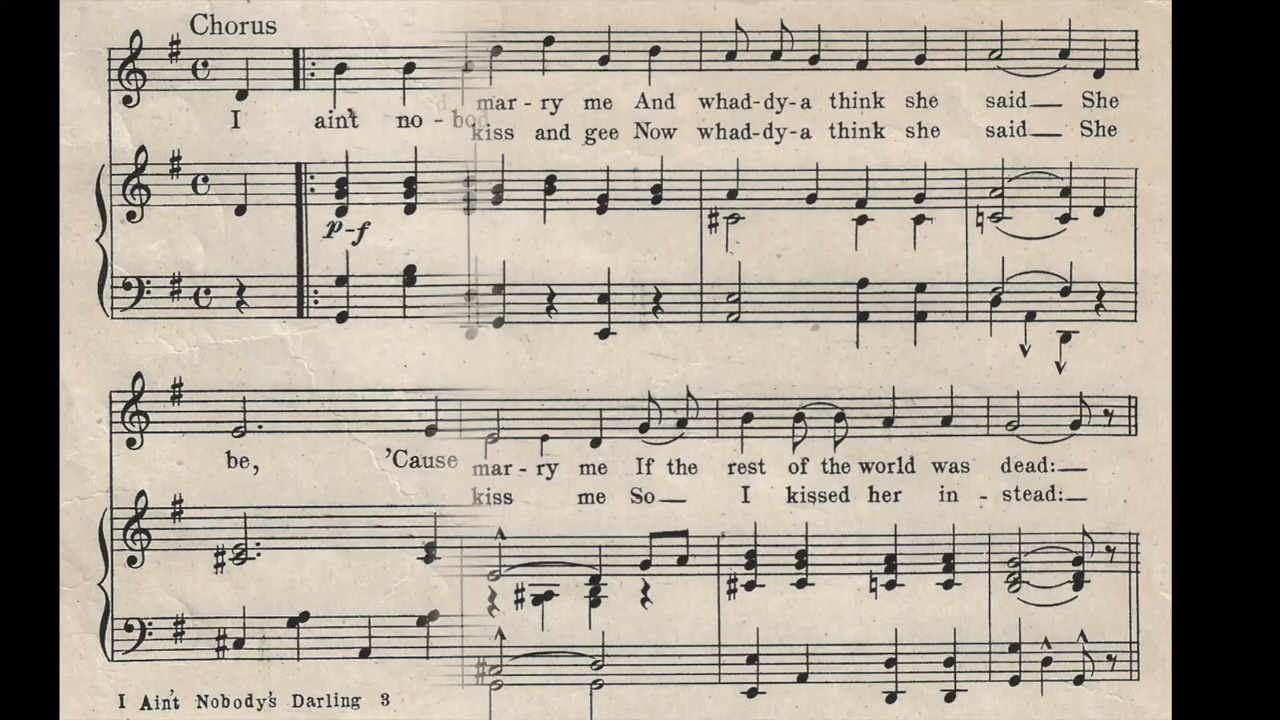 Chorus
mar - ry me And whad-dy-a think she said— She
I ain't no -
kiss and gee Now whad-dy-a think she said— She
p-f
be, 'Cause
mar - ry me If the rest of the world was dead:—
kiss me So— I kissed her in - stead:—
I Ain't Nobody's Darling 3